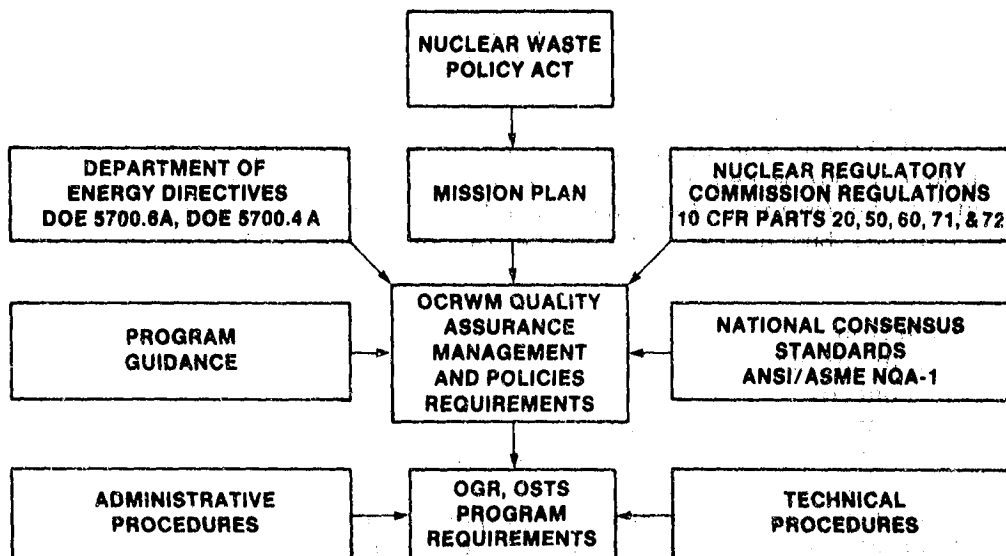 NUCLEAR WASTE
POLICY ACT
DEPARTMENT OF
ENERGY DIRECTIVES
DOE 5700.6A, DOE 5700.4 A
MISSION PLAN
NUCLEAR REGULATORY
COMMISSION REGULATIONS
10 CFR PARTS 20, 50, 60, 71, & 72
PROGRAM
GUIDANCE
OCRWM QUALITY
ASSURANCE
MANAGEMENT
AND POLICIES
REQUIREMENTS
NATIONAL CONSENSUS
STANDARDS
ANSI/ASME NQA-1
ADMINISTRATIVE
PROCEDURES
OGR, OSTS
PROGRAM
REQUIREMENTS
TECHNICAL
PROCEDURES